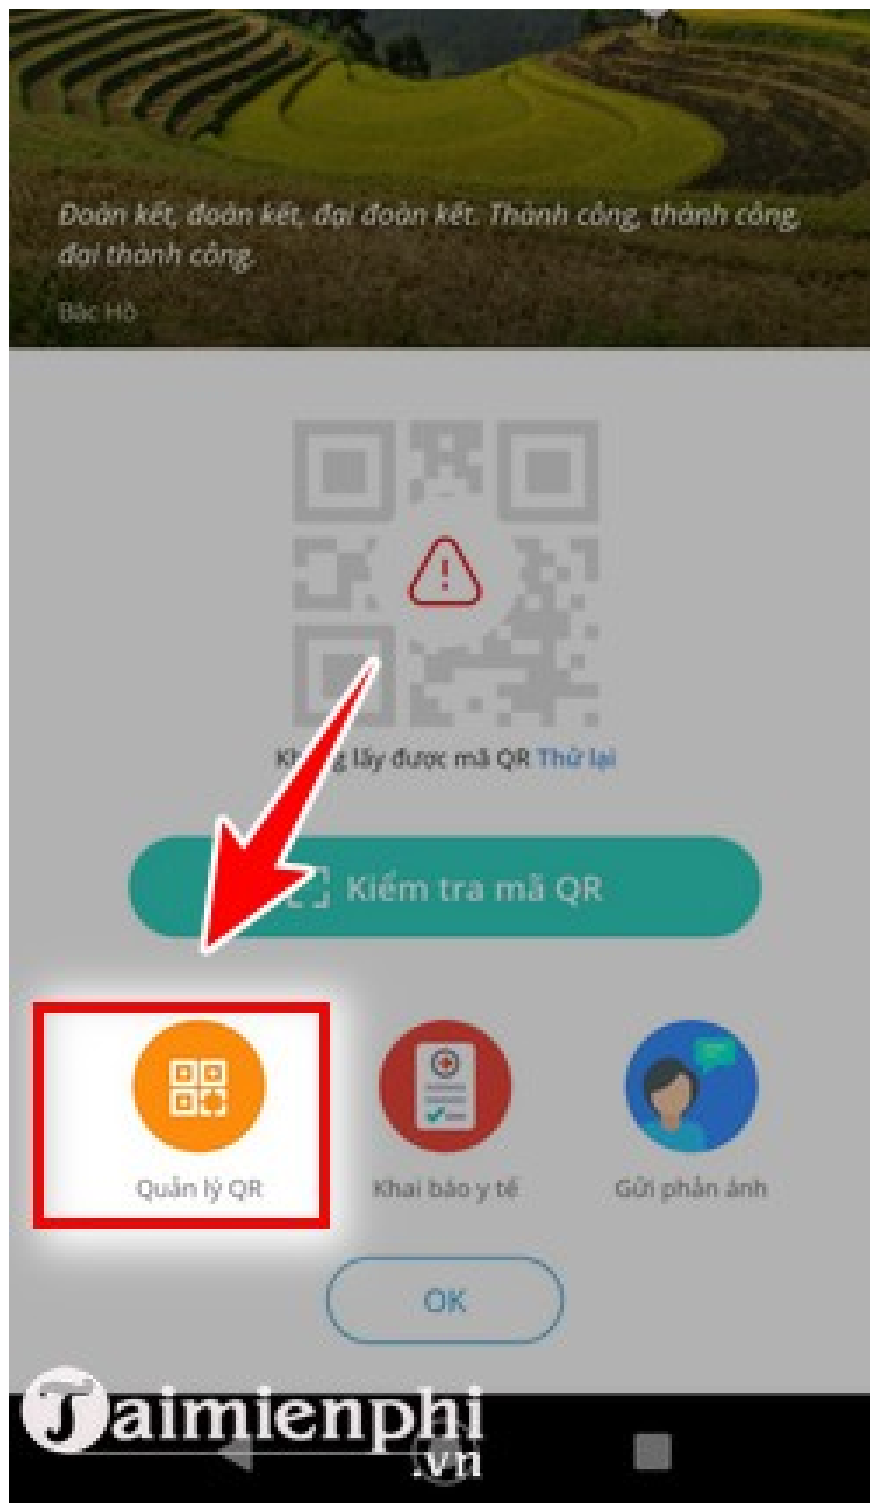 Đoàn kết, đoàn kết, đại đoàn kết. Thành công, thành công,
đại thành công.
Bác Hồ
lấy được mã QR Thử lại
Kiểm tra mã QR
Quản lý QR
Khai báo y tế
Gửi phản ánh
OK
Taimienphi
.vn